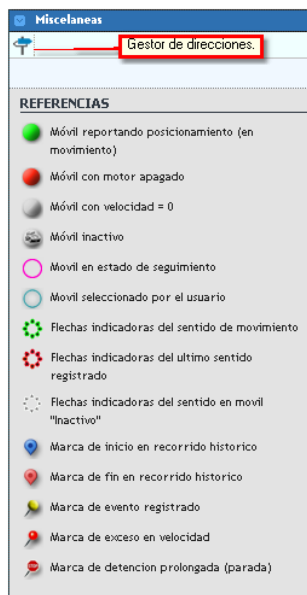 Miscelaneas
Gestor de direcciones.
REFERENCIAS
Móvil reportando posicionamiento (en
movimiento)
Móvil con motor apagado
Móvil con velocidad = 0
Móvil inactivo
Movil en estado de seguimiento
Movil seleccionado por el usuario
Flechas indicadoras del sentido de movimiento
Flechas indicadoras del ultimo sentido
registrado
Flechas indicadoras del sentido en movil
"Inactivo"
Marca de inicio en recorrido historico
Marca de fin en recorrido historico
Marca de evento registrado
Marca de exceso en velocidad
STOP
Marca de detencion prolongada (parada)